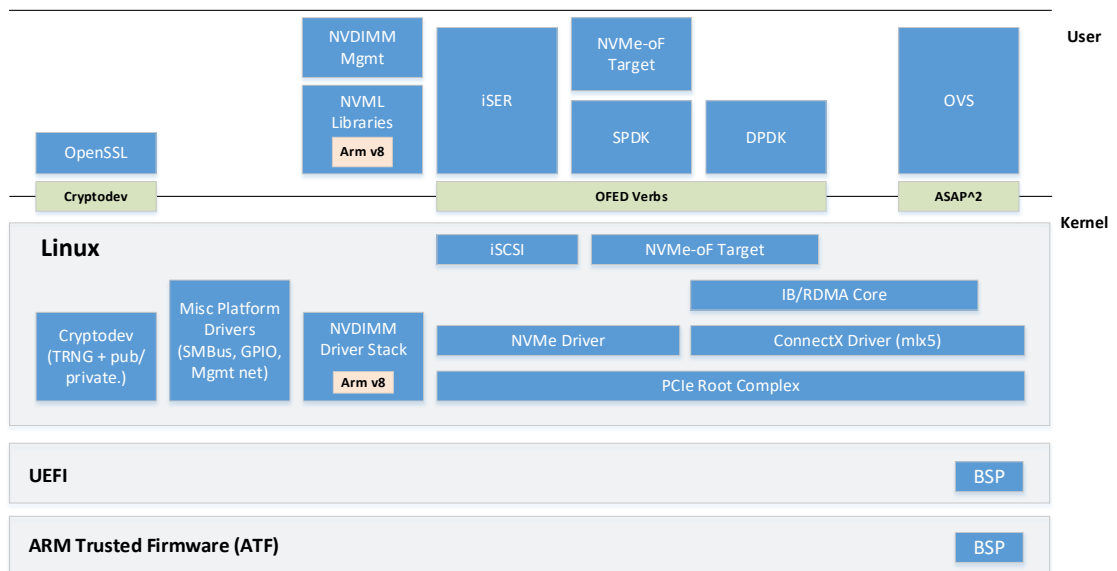 User
NVDIMM
Mgmt
NVML
Libraries
Arm v8
iSER
NVMe-oF
Target
SPDK
DPDK
OVS
OpenSSL
Cryptodev
OFED Verbs
ASAP^2
Kernel
Linux
iSCSI
NVMe-oF Target
IB/RDMA Core
Cryptodev
(TRNG + pub/
private.)
Misc Platform
Drivers
(SMBus, GPIO,
Mgmt net)
NVDIMM
Driver Stack
Arm v8
NVMe Driver
ConnectX Driver (mlx5)
PCIe Root Complex
UEFI
BSP
ARM Trusted Firmware (ATF)
BSP